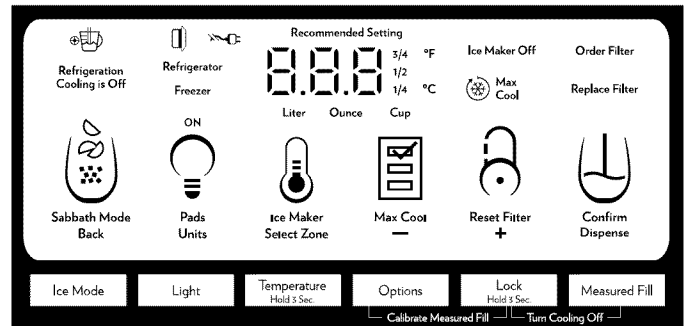 Recommended Setting
8.8.8
3/4 °F
1/2
1/4 °C
Liter Ounce Cup
Refrigeration
Cooling is Off
Refrigerator
Freezer
Ice Maker Off
Max
Cool
Order Filter
Replace Filter
ON
Sabbath Mode
Back
Pads
Units
Ice Maker
Select Zone
Max Cool
–
Reset Filter
+
Confirm
Dispense
Ice Mode
Light
Temperature
Hold 3 Sec.
Options
Lock
Hold 3 Sec.
Measured Fill
Calibrate Measured Fill
Turn Cooling Off